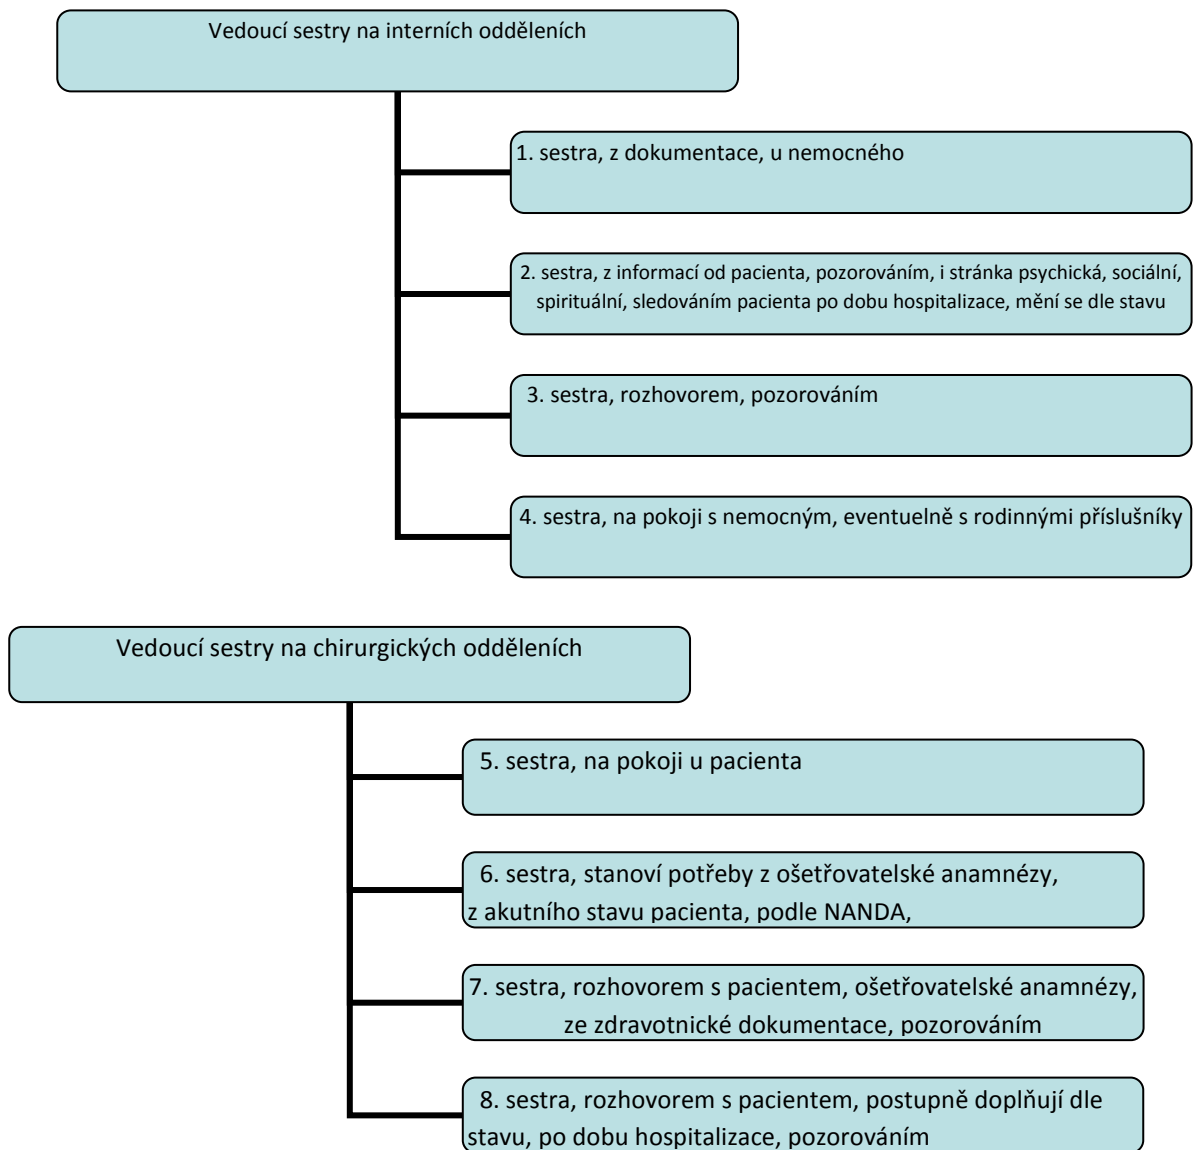 Vedoucí sestry na interních odděleních
1. sestra, z dokumentace, u nemocného
2. sestra, z informací od pacienta, pozorováním, i stránka psychická, sociální,
spirituální, sledováním pacienta po dobu hospitalizace, mění se dle stavu
3. sestra, rozhovorem, pozorováním
4. sestra, na pokoji s nemocným, eventuelně s rodinnými příslušníky
Vedoucí sestry na chirurgických odděleních
5. sestra, na pokoji u pacienta
6. sestra, stanoví potřeby z ošetřovatelské anamnézy,
z akutního stavu pacienta, podle NANDA,
7. sestra, rozhovorem s pacientem, ošetřovatelské anamnézy,
ze zdravotnické dokumentace, pozorováním
8. sestra, rozhovorem s pacientem, postupně doplňují dle
stavu, po dobu hospitalizace, pozorováním